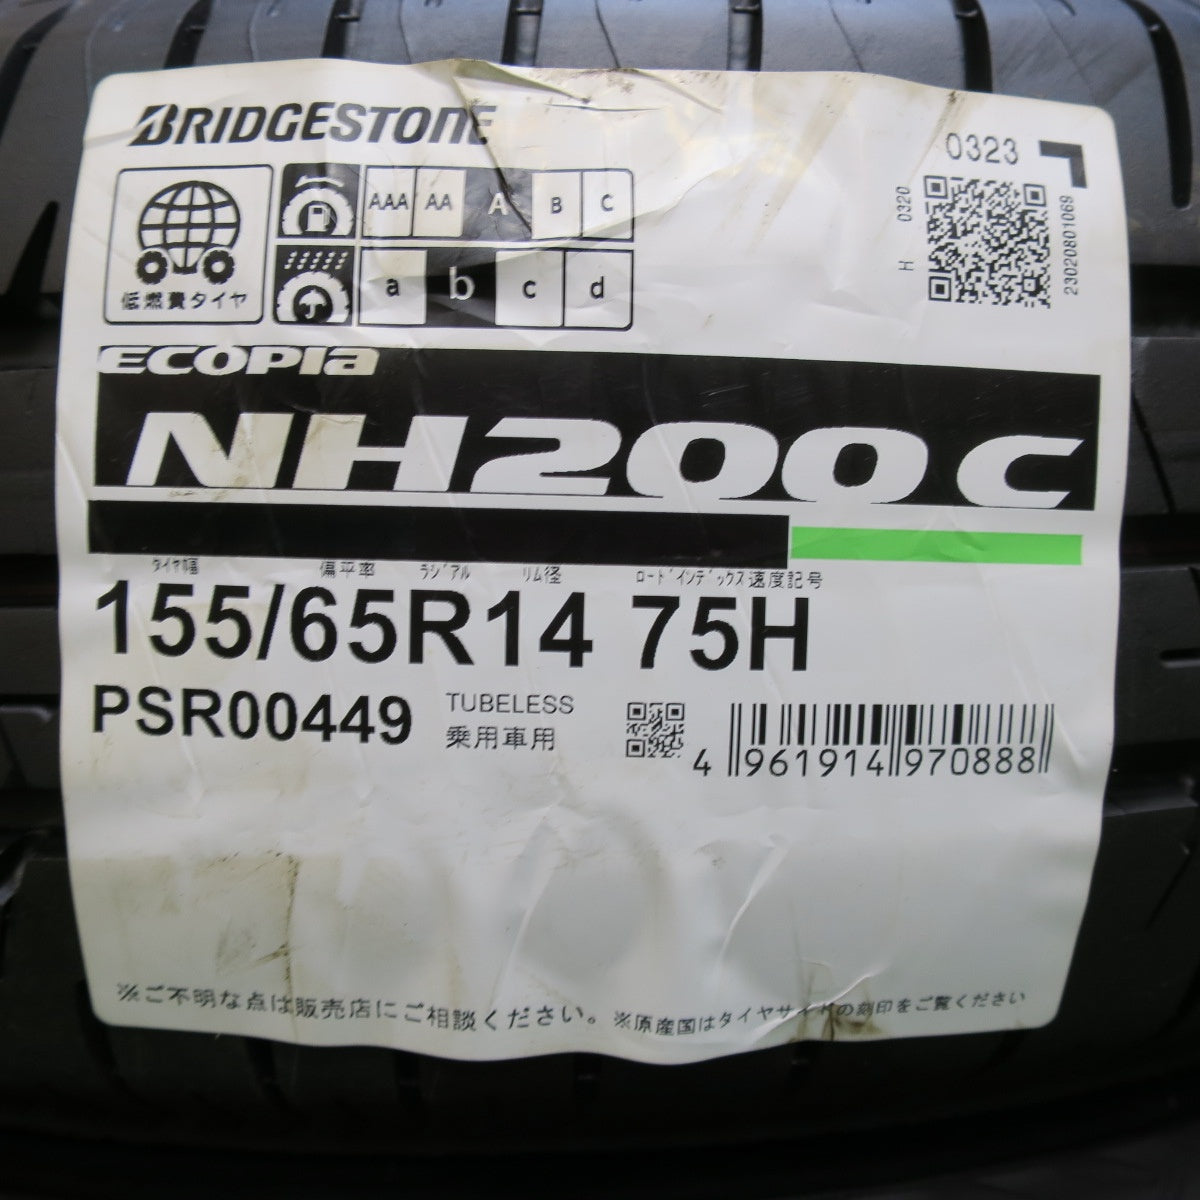 BRIDGESTONE
0323
H 0320
23020801069
低燃費タイヤ
AAA AA A B C
a b c d
ECOPIA
NH200 C
タイヤ巾幅 偏平率 ラジアル リム径 ロードインデックス 速度記号
155/65R14 75H
PSR00449
TUBELESS
乗用車用
4 961914 970888
※ご不明な点は販売店にご相談ください。 ※原産国はタイヤサイドの刻印をご覧ください